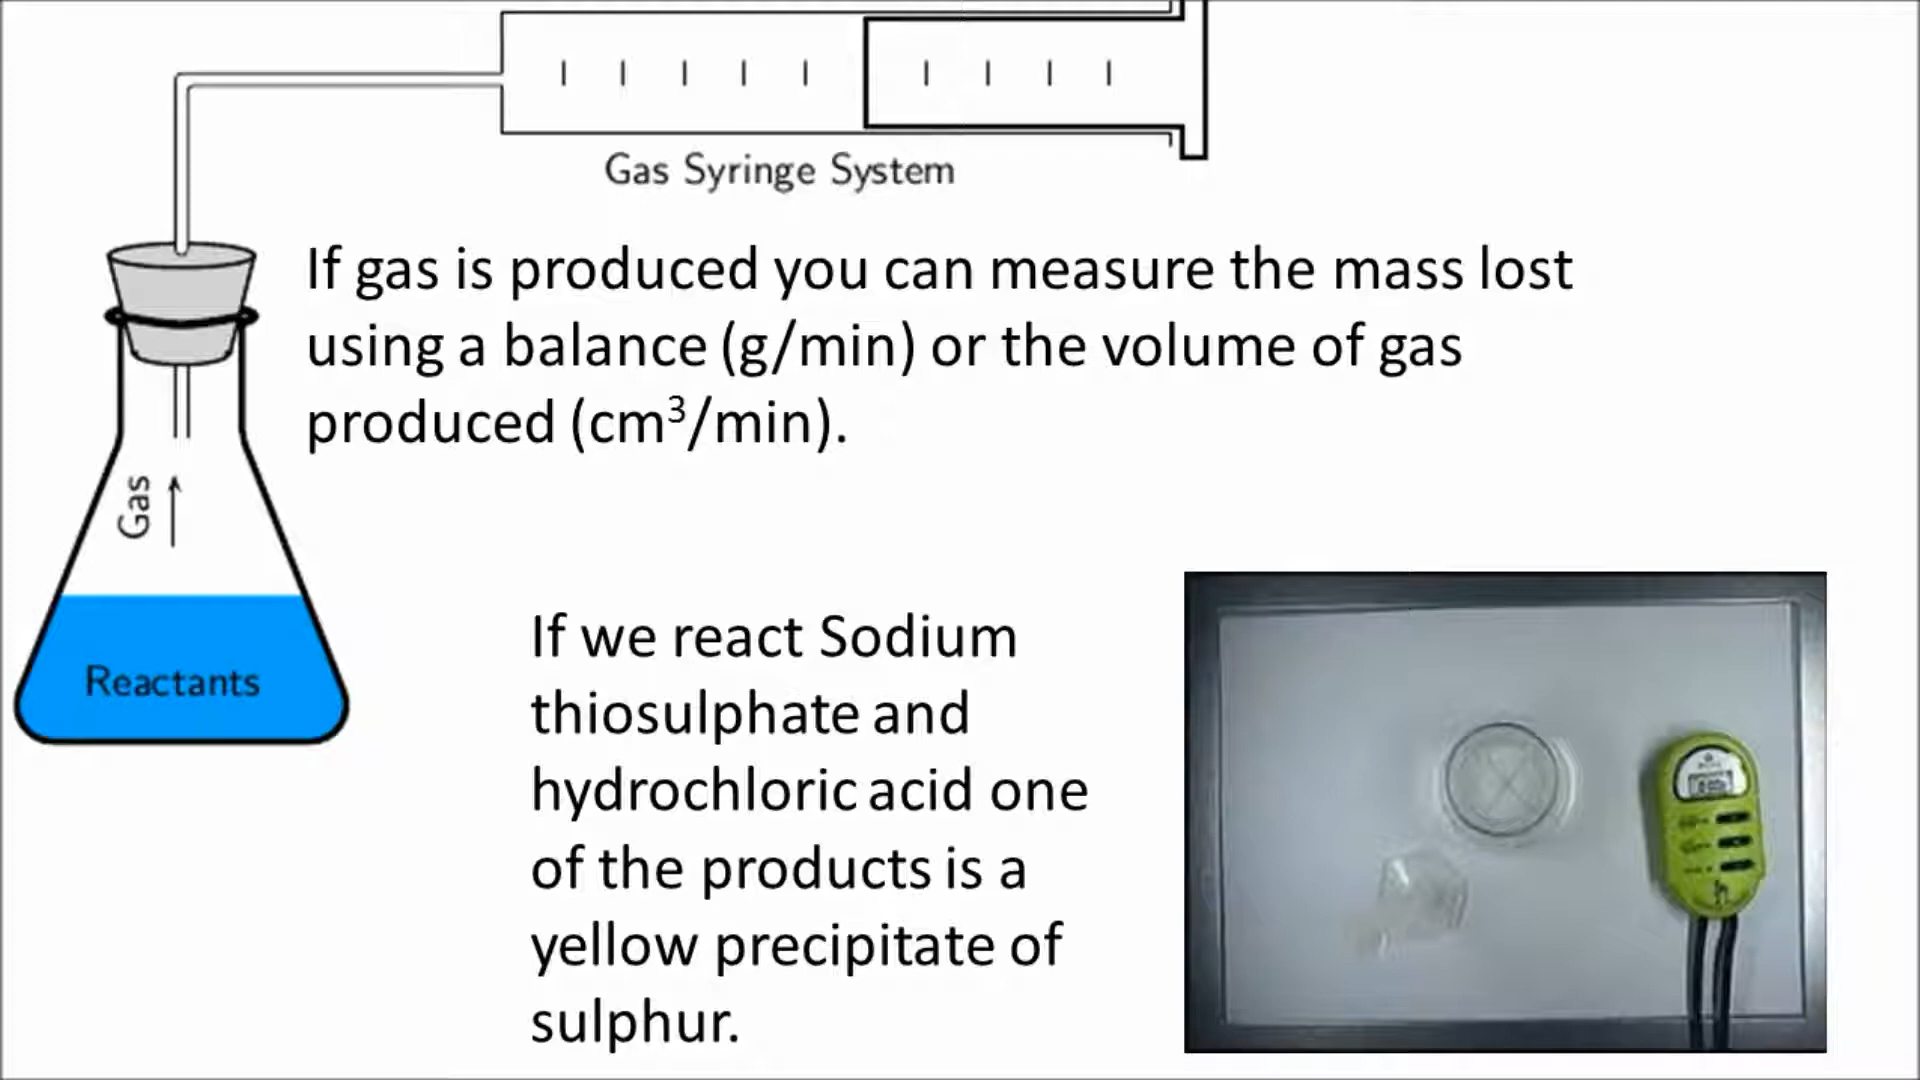 Gas Syringe System
If gas is produced you can measure the mass lost
using a balance (g/min) or the volume of gas
produced (cm³/min).
Gas
Reactants
If we react Sodium
thiosulphate and
hydrochloric acid one
of the products is a
yellow precipitate of
sulphur.